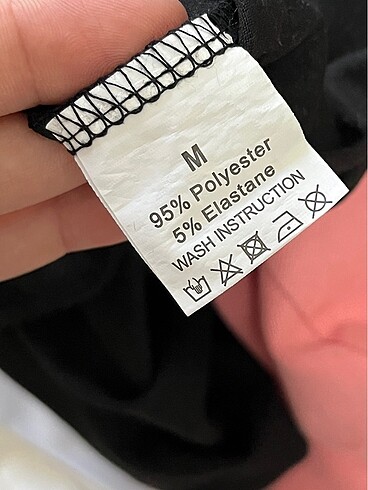 M
95% Polyester
5% Elastane
WASH INSTRUCTION